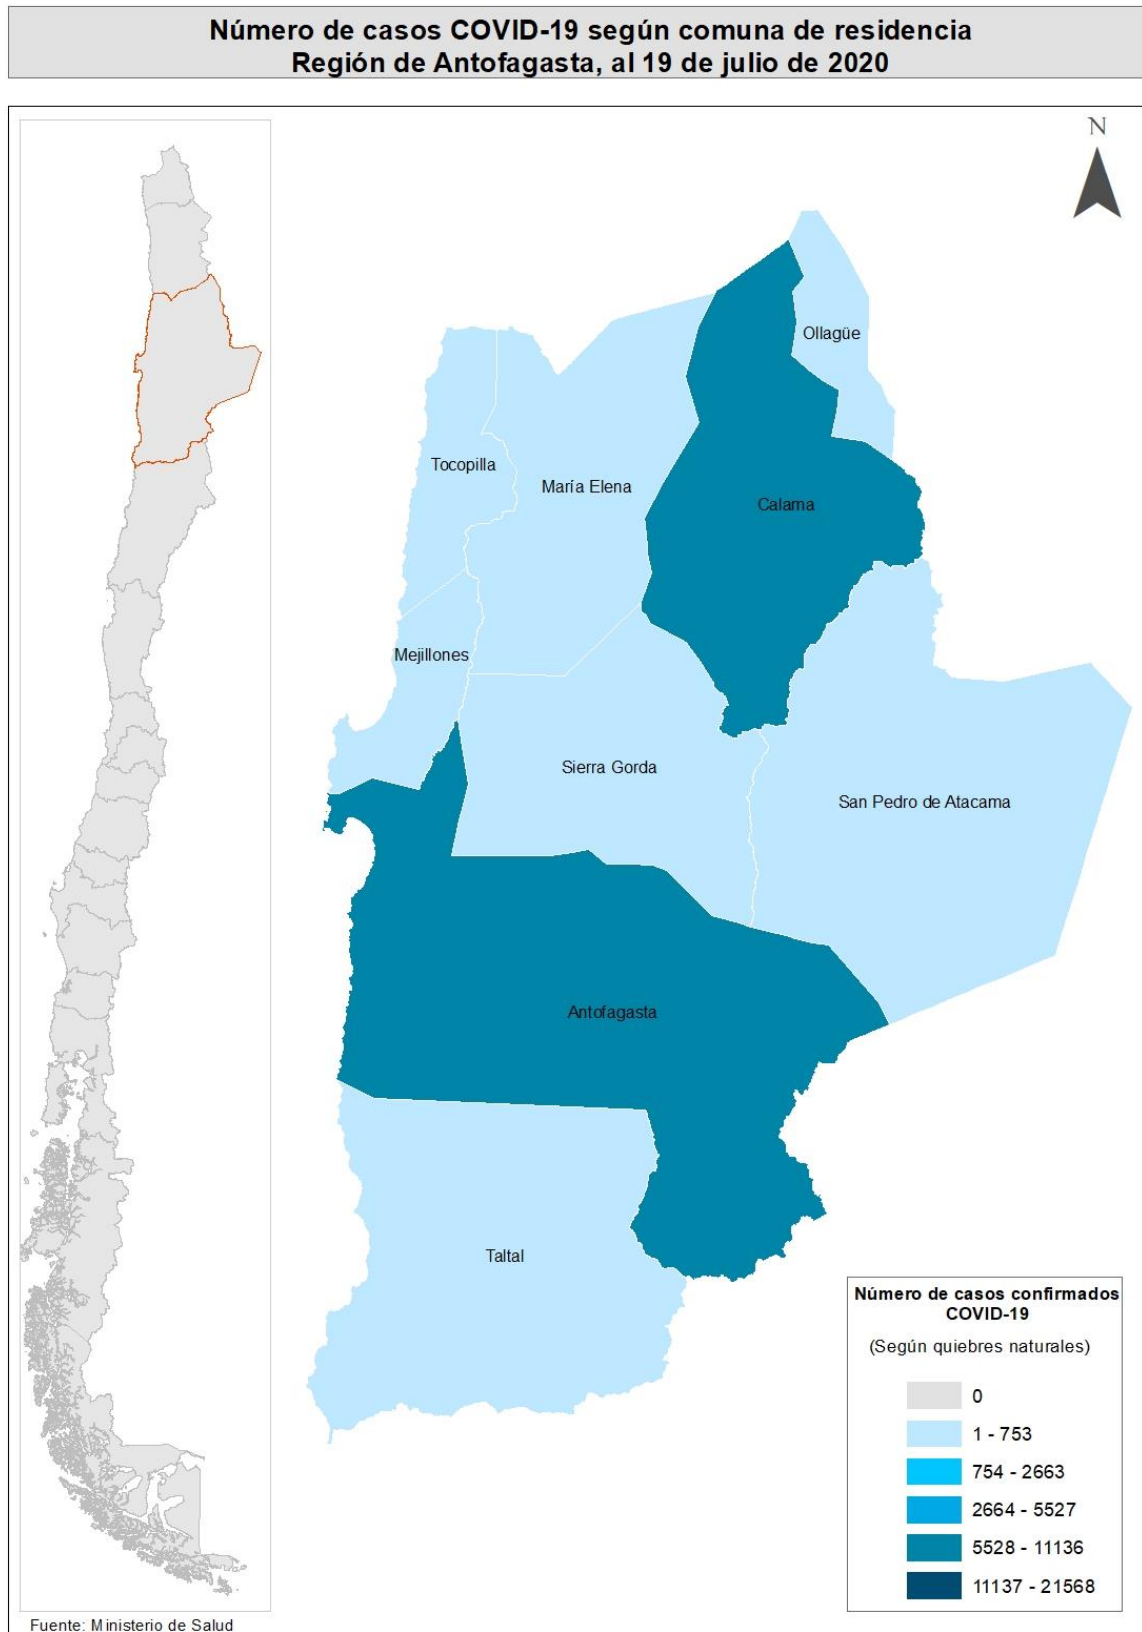 Número de casos COVID-19 según comuna de residencia
Región de Antofagasta, al 19 de julio de 2020
N
Ollagüe
Tocopilla
María Elena
Calama
Mejillones
Sierra Gorda
San Pedro de Atacama
Antofagasta
Taltal
Número de casos confirmados
COVID-19
(Según quiebres naturales)
0
1 - 753
754 - 2663
2664 - 5527
5528 - 11136
11137 - 21568
Fuente: Ministerio de Salud